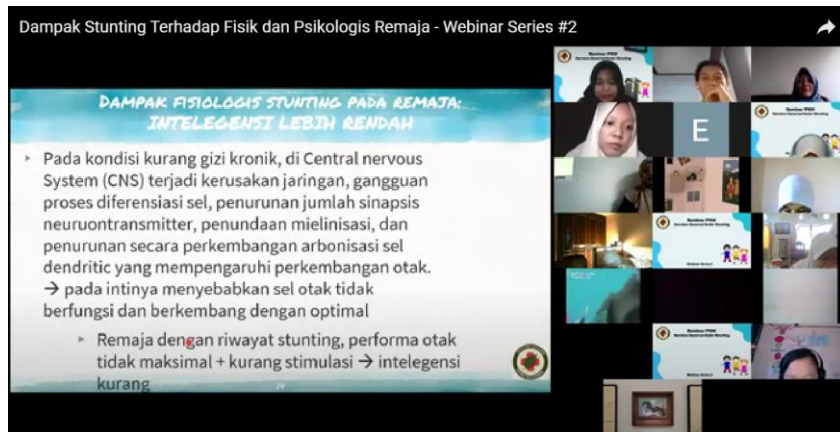 Dampak Stunting Terhadap Fisik dan Psikologis Remaja - Webinar Series #2
DAMPAK FISIOLOGIS STUNTING PADA REMAJA:
INTELEGENSI LEBIH RENDAH
Pada kondisi kurang gizi kronik, di Central nervous
System (CNS) terjadi kerusakan jaringan, gangguan
proses diferensiasi sel, penurunan jumlah sinapsis
neuruontransmitter, penundaan mielinisasi, dan
penurunan secara perkembangan arbonisasi sel
dendritic yang mempengaruhi perkembangan otak.
→ pada intinya menyebabkan sel otak tidak
berfungsi dan berkembang dengan optimal
Remaja dengan riwayat stunting, performa otak
tidak maksimal + kurang stimulasi → intelegensi
kurang
E